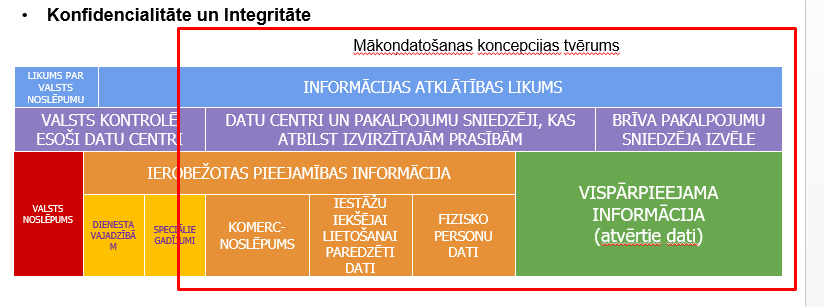 • Konfidencialitāte un Integritāte
Mākoņdatošanas koncepcijas tvērums
LIKUMS PAR
VALSTS
NOSLĒPUMU
INFORMĀCIJAS ATKLĀTĪBAS LIKUMS
VALSTS KONTROLĒ
ESOŠI DATU CENTRI
DATU CENTRI UN PAKALPOJUMU SNIEDZĒJI, KAS
ATBILST IZVIRZĪTAJĀM PRASĪBĀM
BRĪVA PAKALPOJUMU
SNIEDZĒJA IZVĒLE
VALSTS
NOSLĒPUMS
IEROBEŽOTAS PIEEJAMĪBAS INFORMĀCIJA
DIENESTA
VAJADZĪBĀ
M
SPECIĀLIE
GADĪJUMI
KOMERC-
NOSLĒPUMS
IESTĀŽU
IEKŠĒJAI
LIETOŠANAI
PAREDZĒTI
DATI
FIZISKO
PERSONU
DATI
VISPĀRPIEEJAMA
INFORMĀCIJA
(atvērtie dati)